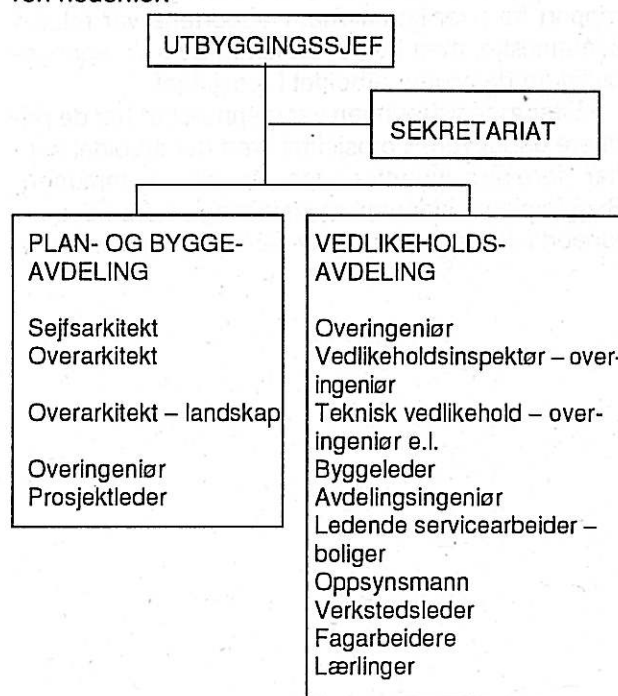 UTBYGGINGSSJEF
SEKRETARIAT
PLAN- OG BYGGE-
AVDELING
Sejfsarkitekt
Overarkitekt
Overarkitekt – landskap
Overingeniør
Prosjektleder
VEDLIKEHOLDS-
AVDELING
Overingeniør
Vedlikeholdsinspektør – over-
ingeniør
Teknisk vedlikehold – over-
ingeniør e.l.
Byggeleder
Avdelingsingeniør
Ledende servicearbeider –
boliger
Oppsynsmann
Verkstedsleder
Fagarbeidere
Lærlinger